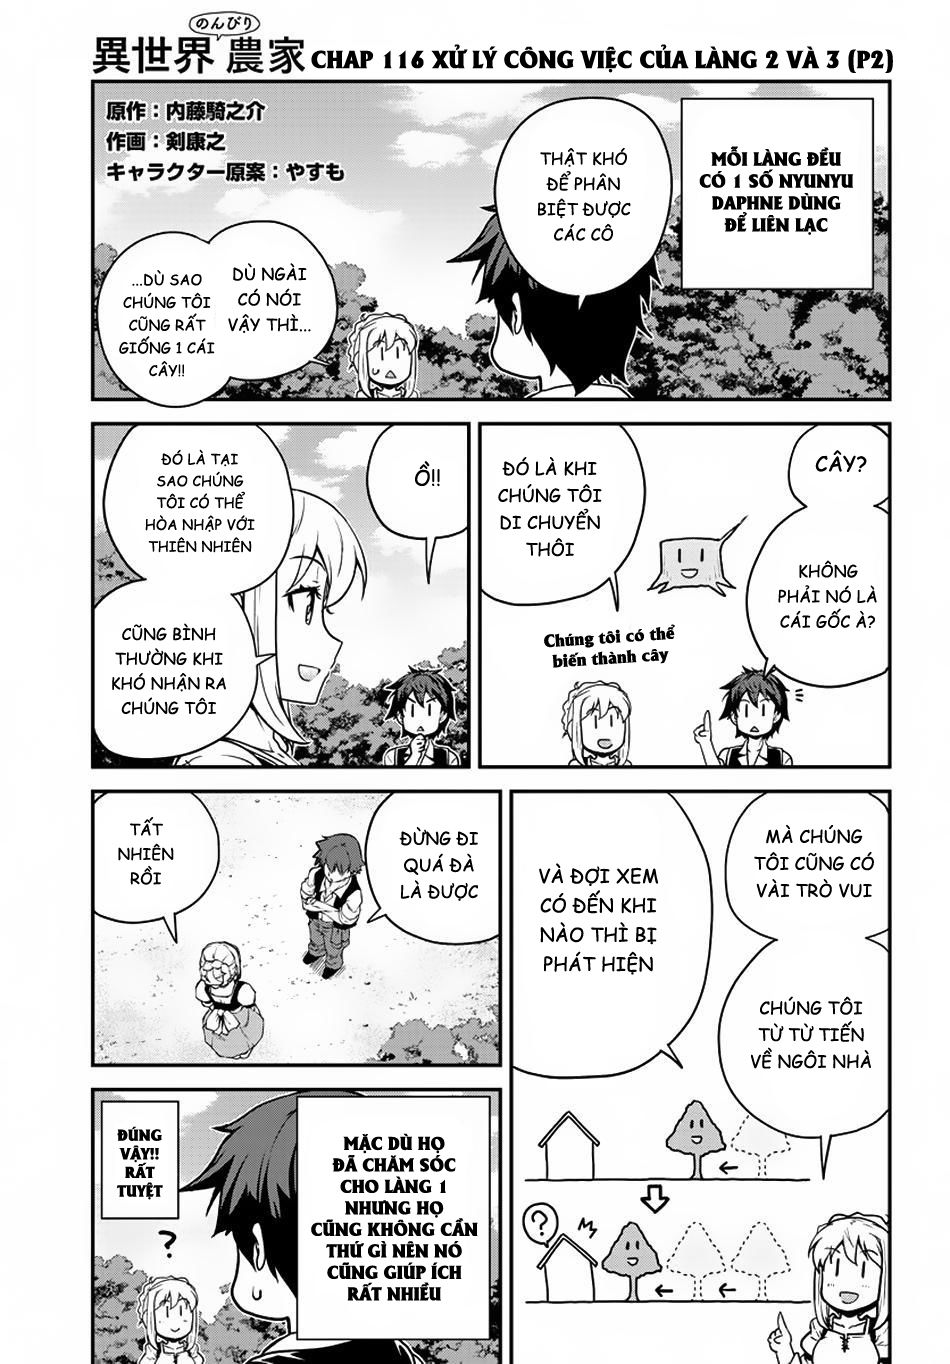 のんびり
異世界 農家 CHAP 116 XỬ LÝ CÔNG VIỆC CỦA LÀNG 2 VÀ 3 (P2)
原作：内藤騎之介
作画：剣康之
キャラクター原案：やすも
MỖI LÀNG ĐỀU
CÓ 1 SỐ NYUNYU
DAPHNE DÙNG
ĐỂ LIÊN LẠC
THẬT KHÓ
ĐỂ PHÂN
BIỆT ĐƯỢC
CÁC CÔ
DÙ NGÀI
CÓ NÓI
VẬY THÌ...
...DÙ SAO
CHÚNG TÔI
CŨNG RẤT
GIỐNG 1 CÁI
CÂY!!
CÂY?
KHÔNG
PHẢI NÓ LÀ
CÁI GỐC À?
ĐÓ LÀ KHI
CHÚNG TÔI
DI CHUYỂN
THÔI
Chúng tôi có thể
biến thành cây
Ồ!!
ĐÓ LÀ TẠI
SAO CHÚNG
TÔI CÓ THỂ
HÒA NHẬP VỚI
THIÊN NHIÊN
CŨNG BÌNH
THƯỜNG KHI
KHÓ NHẬN RA
CHÚNG TÔI
MÀ CHÚNG
TÔI CŨNG CÓ
VÀI TRÒ VUI
CHÚNG TÔI
TỪ TỪ TIẾN
VỀ NGÔI NHÀ
VÀ ĐỢI XEM
CÓ ĐẾN KHI
NÀO THÌ BỊ
PHÁT HIỆN
?
ĐỪNG ĐI
QUÁ ĐÀ
LÀ ĐƯỢC
TẤT
NHIÊN
RỒI
MẶC DÙ HỌ
ĐÃ CHĂM SÓC
CHO LÀNG 1
NHƯNG HỌ
CŨNG KHÔNG CẦN
THỨ GÌ NÊN NÓ
CŨNG GIÚP ÍCH
RẤT NHIỀU
ĐÚNG
VẬY!!
RẤT
TUYỆT
?